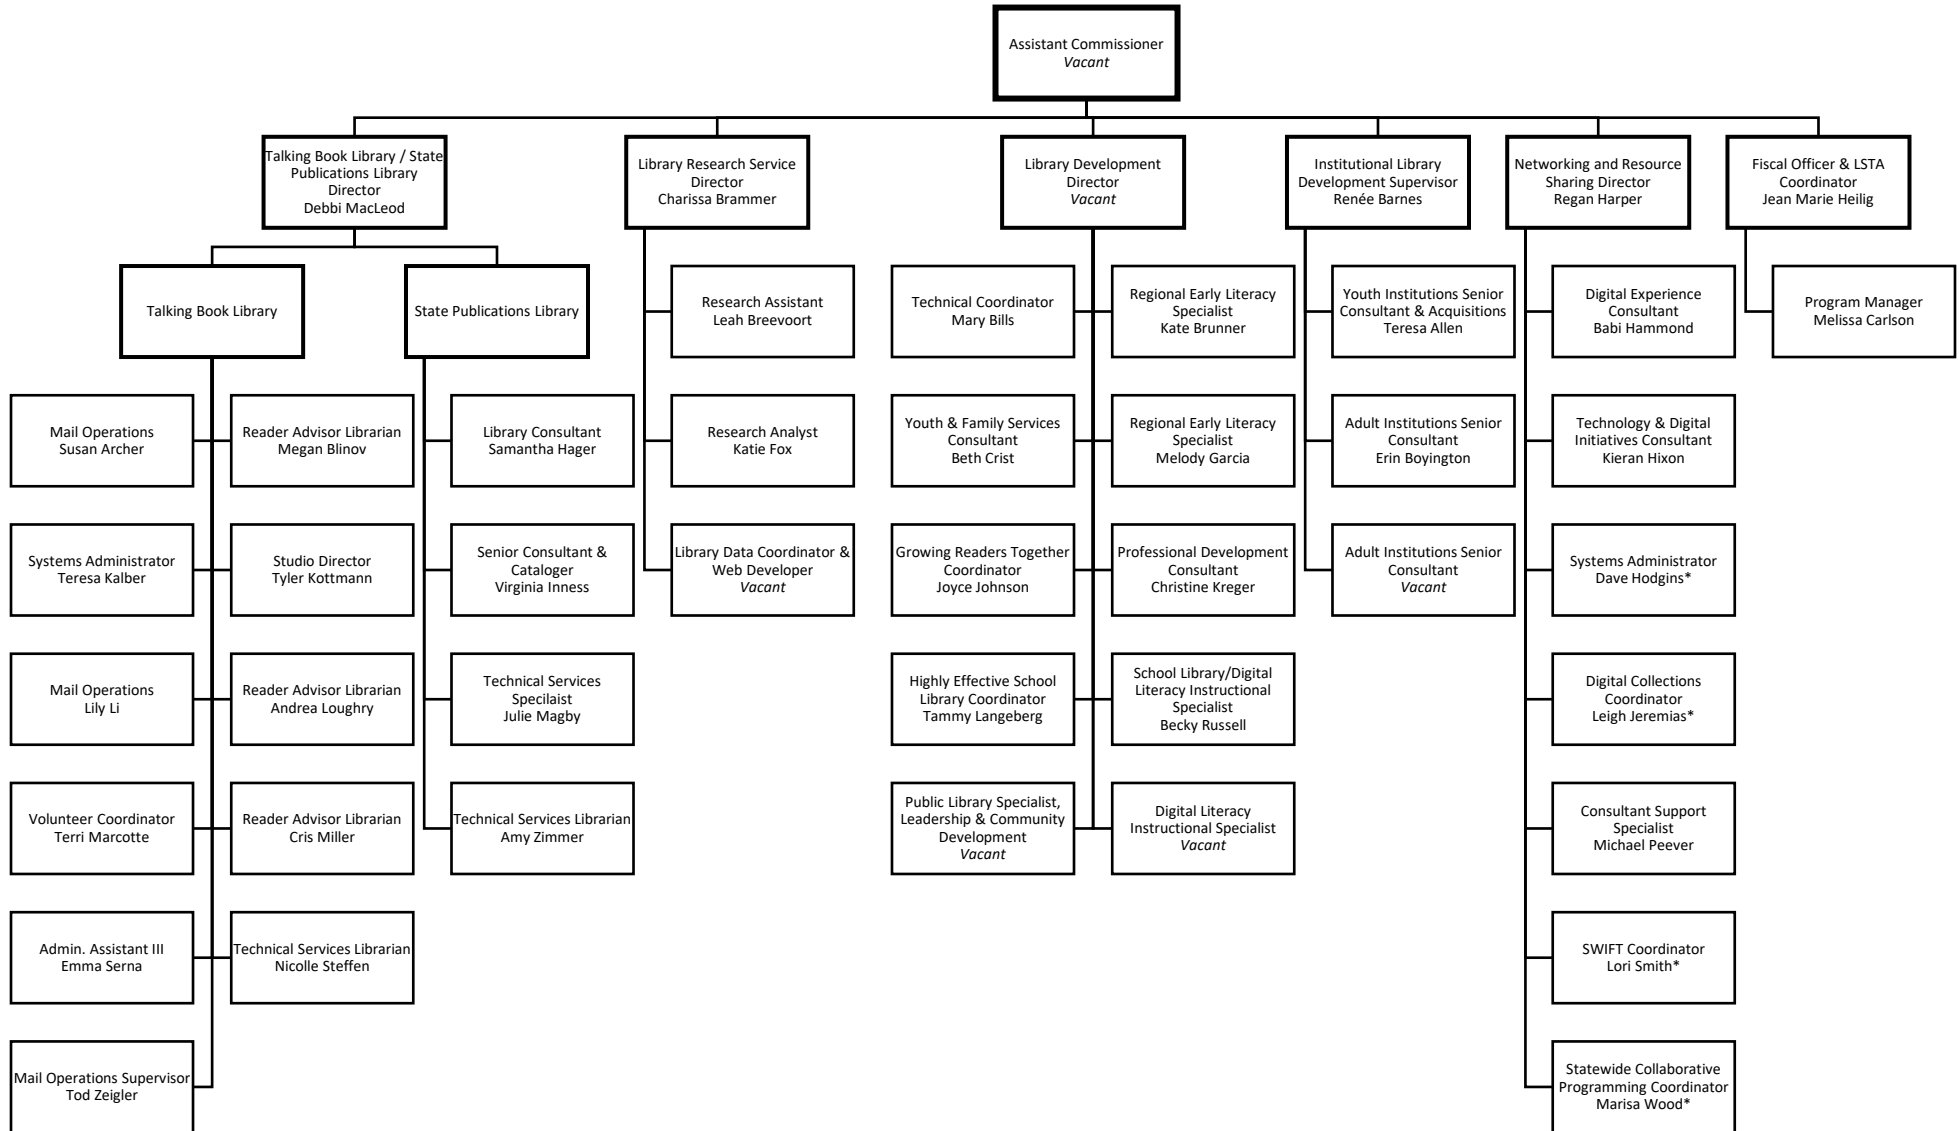 Assistant Commissioner
Vacant
Talking Book Library / State
Publications Library
Director
Debbi MacLeod
Library Research Service
Director
Charissa Brammer
Library Development
Director
Vacant
Institutional Library
Development Supervisor
Renée Barnes
Networking and Resource
Sharing Director
Regan Harper
Fiscal Officer & LSTA
Coordinator
Jean Marie Heilig
Talking Book Library
State Publications Library
Mail Operations
Susan Archer
Reader Advisor Librarian
Megan Blinov
Systems Administrator
Teresa Kalber
Studio Director
Tyler Kottmann
Mail Operations
Lily Li
Reader Advisor Librarian
Andrea Loughry
Volunteer Coordinator
Terri Marcotte
Reader Advisor Librarian
Cris Miller
Admin. Assistant III
Emma Serna
Technical Services Librarian
Nicolle Steffen
Mail Operations Supervisor
Tod Zeigler
Library Consultant
Samantha Hager
Senior Consultant &
Cataloger
Virginia Inness
Technical Services
Specilaist
Julie Magby
Technical Services Librarian
Amy Zimmer
Research Assistant
Leah Breevoort
Research Analyst
Katie Fox
Library Data Coordinator &
Web Developer
Vacant
Technical Coordinator
Mary Bills
Regional Early Literacy
Specialist
Kate Brunner
Youth & Family Services
Consultant
Beth Crist
Regional Early Literacy
Specialist
Melody Garcia
Growing Readers Together
Coordinator
Joyce Johnson
Professional Development
Consultant
Christine Kreger
Highly Effective School
Library Coordinator
Tammy Langeberg
School Library/Digital
Literacy Instructional
Specialist
Becky Russell
Public Library Specialist,
Leadership & Community
Development
Vacant
Digital Literacy
Instructional Specialist
Vacant
Youth Institutions Senior
Consultant & Acquisitions
Teresa Allen
Adult Institutions Senior
Consultant
Erin Boyington
Adult Institutions Senior
Consultant
Vacant
Digital Experience
Consultant
Babi Hammond
Technology & Digital
Initiatives Consultant
Kieran Hixon
Systems Administrator
Dave Hodgins*
Digital Collections
Coordinator
Leigh Jeremias*
Consultant Support
Specialist
Michael Peever
SWIFT Coordinator
Lori Smith*
Statewide Collaborative
Programming Coordinator
Marisa Wood*
Program Manager
Melissa Carlson